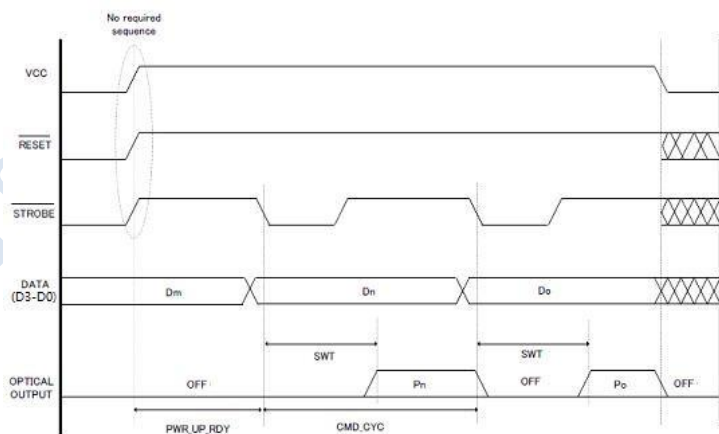 No required
sequence
VCC
RESET
STROBE
DATA
(D3-D0)
Dm
Dn
Do
SWT
SWT
OPTICAL
OUTPUT
OFF
Pn
OFF
Po
OFF
PWR_UP_RDY
CMD_CYC